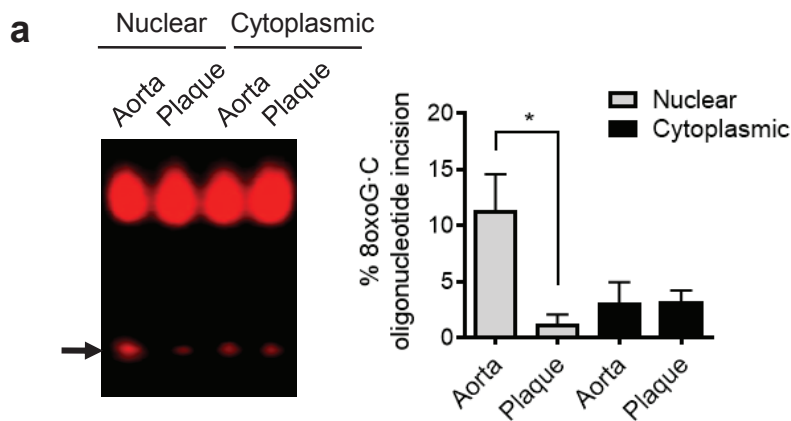 a
Nuclear Cytoplasmic
Aorta Plaque Aorta Plaque
% 8oxoG·C
oligonucleotide incision
20
15
10
5
0
*
Nuclear
Cytoplasmic
Aorta Plaque Aorta Plaque